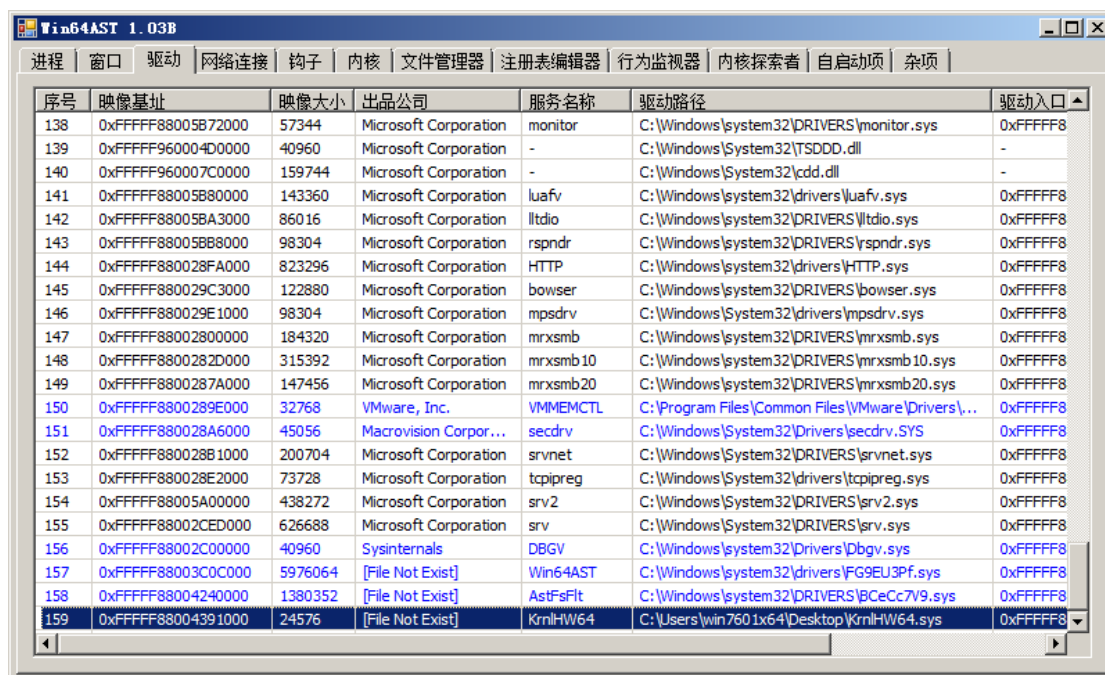 Win64AST 1.03B
进程 窗口 驱动 网络连接 钩子 内核 文件管理器 注册表编辑器 行为监视器 内核探索者 自启动项 杂项
序号 映像基址 映像大小 出品公司 服务名称 驱动路径 驱动入口
138 0xFFFFF88005B72000 57344 Microsoft Corporation monitor C:\Windows\system32\DRIVERS\monitor.sys 0xFFFFF8
139 0xFFFFF960004D0000 40960 Microsoft Corporation - C:\Windows\System32\TSDDD.dll -
140 0xFFFFF960007C0000 159744 Microsoft Corporation - C:\Windows\System32\cdd.dll -
141 0xFFFFF88005B80000 143360 Microsoft Corporation luafv C:\Windows\system32\drivers\luafv.sys 0xFFFFF8
142 0xFFFFF88005BA3000 86016 Microsoft Corporation lltdio C:\Windows\system32\DRIVERS\lltdio.sys 0xFFFFF8
143 0xFFFFF88005BB8000 98304 Microsoft Corporation rspndr C:\Windows\system32\DRIVERS\rspndr.sys 0xFFFFF8
144 0xFFFFF880028FA000 823296 Microsoft Corporation HTTP C:\Windows\system32\drivers\HTTP.sys 0xFFFFF8
145 0xFFFFF880029C3000 122880 Microsoft Corporation bowser C:\Windows\system32\DRIVERS\bowser.sys 0xFFFFF8
146 0xFFFFF880029E1000 98304 Microsoft Corporation mpsdrv C:\Windows\System32\drivers\mpsdrv.sys 0xFFFFF8
147 0xFFFFF88002800000 184320 Microsoft Corporation mrxsmb C:\Windows\system32\DRIVERS\mrxsmb.sys 0xFFFFF8
148 0xFFFFF8800282D000 315392 Microsoft Corporation mrxsmb10 C:\Windows\system32\DRIVERS\mrxsmb10.sys 0xFFFFF8
149 0xFFFFF8800287A000 147456 Microsoft Corporation mrxsmb20 C:\Windows\system32\DRIVERS\mrxsmb20.sys 0xFFFFF8
150 0xFFFFF8800289E000 32768 VMware, Inc. VMMEMCTL C:\Program Files\Common Files\VMware\Drivers\... 0xFFFFF8
151 0xFFFFF880028A6000 45056 Macrovision Corpor... secdrv C:\Windows\System32\Drivers\secdrv.SYS 0xFFFFF8
152 0xFFFFF880028B1000 200704 Microsoft Corporation srvnet C:\Windows\System32\DRIVERS\srvnet.sys 0xFFFFF8
153 0xFFFFF880028E2000 73728 Microsoft Corporation tcpipreg C:\Windows\System32\drivers\tcpipreg.sys 0xFFFFF8
154 0xFFFFF88005A00000 438272 Microsoft Corporation srv2 C:\Windows\System32\DRIVERS\srv2.sys 0xFFFFF8
155 0xFFFFF88002CED000 626688 Microsoft Corporation srv C:\Windows\System32\DRIVERS\srv.sys 0xFFFFF8
156 0xFFFFF88002C00000 40960 Sysinternals DBGV C:\Windows\system32\Drivers\Dbgv.sys 0xFFFFF8
157 0xFFFFF88003C0C000 5976064 [File Not Exist] Win64AST C:\Windows\system32\drivers\FG9EU3Pf.sys 0xFFFFF8
158 0xFFFFF88004240000 1380352 [File Not Exist] AstFsFlt C:\Windows\system32\DRIVERS\BCeCc7V9.sys 0xFFFFF8
159 0xFFFFF88004391000 24576 [File Not Exist] KrnlHW64 C:\Users\win7601x64\Desktop\KrnlHW64.sys 0xFFFFF8